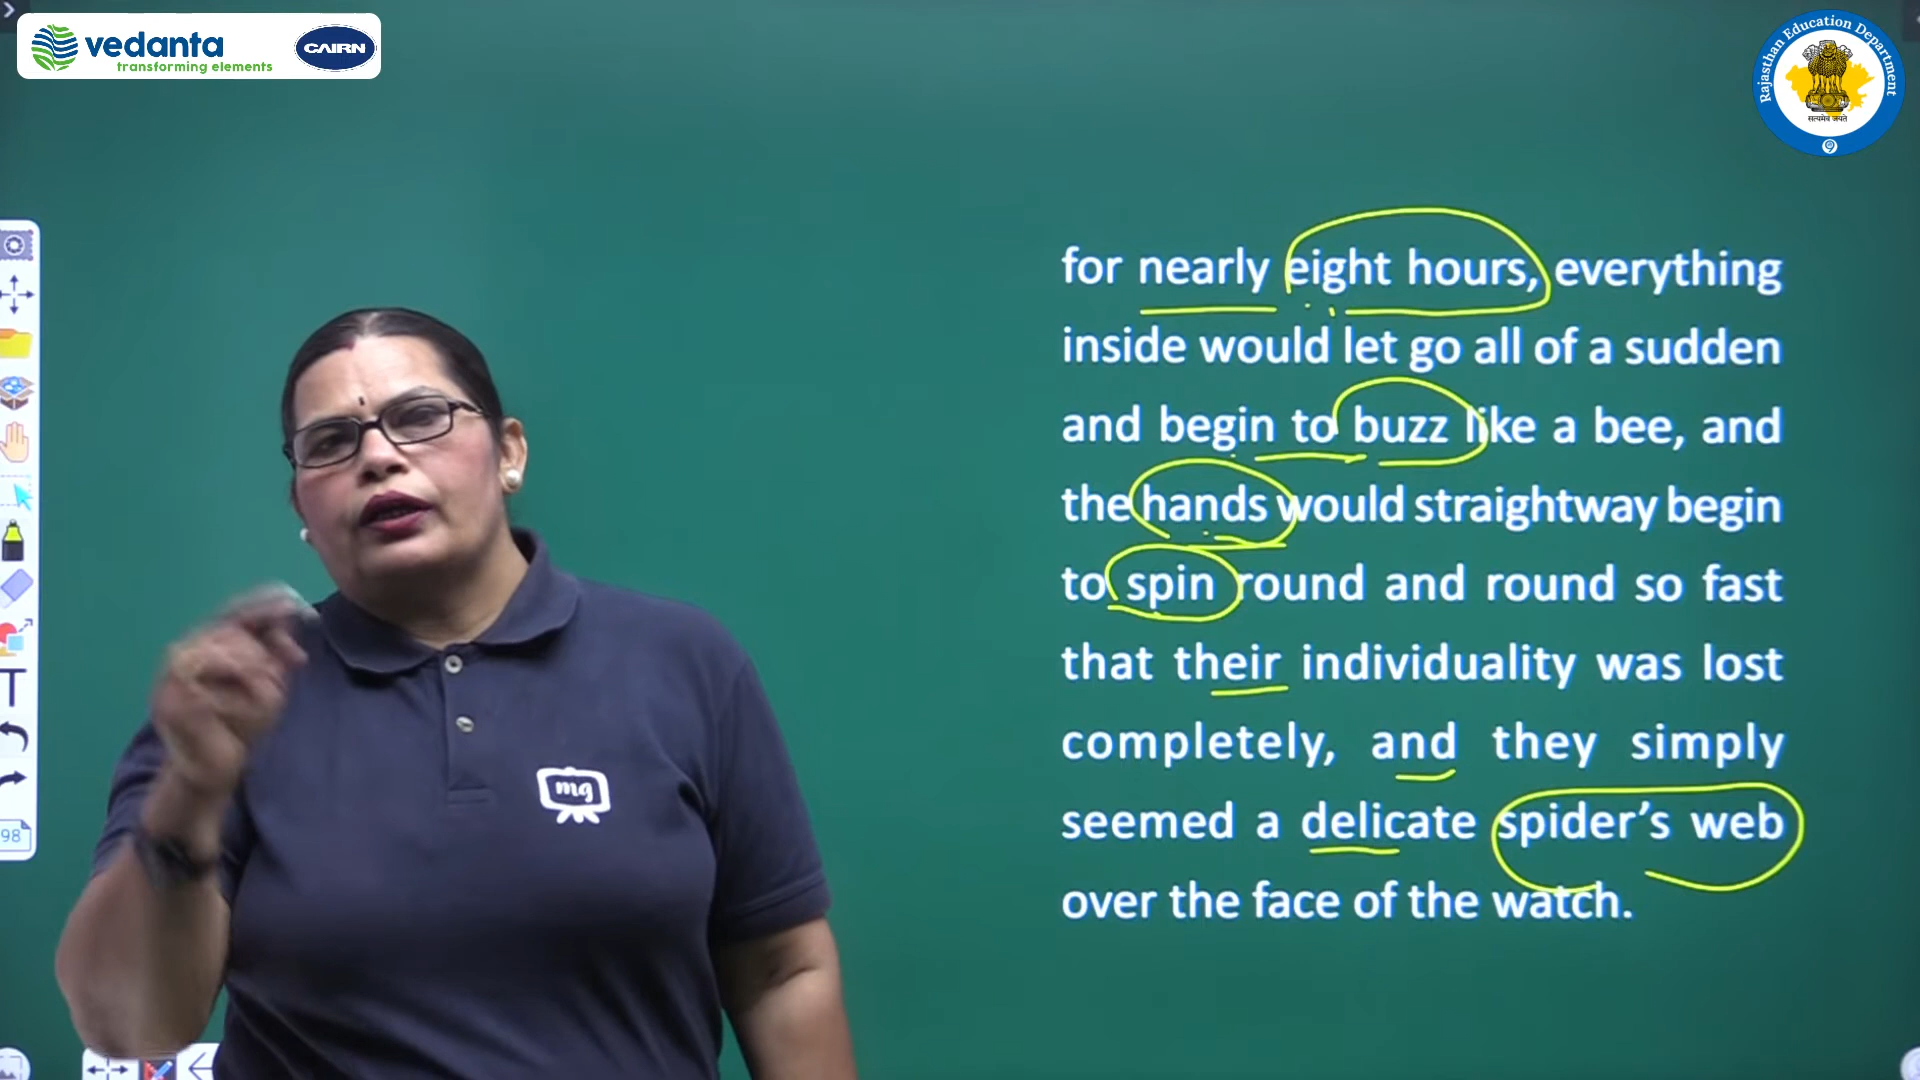 vedanta
transforming elements
CAIRN
Rajasthan Education Department
सत्यमेव जयते
for nearly eight hours, everything
inside would let go all of a sudden
and begin to buzz like a bee, and
the hands would straightway begin
to spin round and round so fast
that their individuality was lost
completely, and they simply
seemed a delicate spider's web
over the face of the watch.
mg
T
98